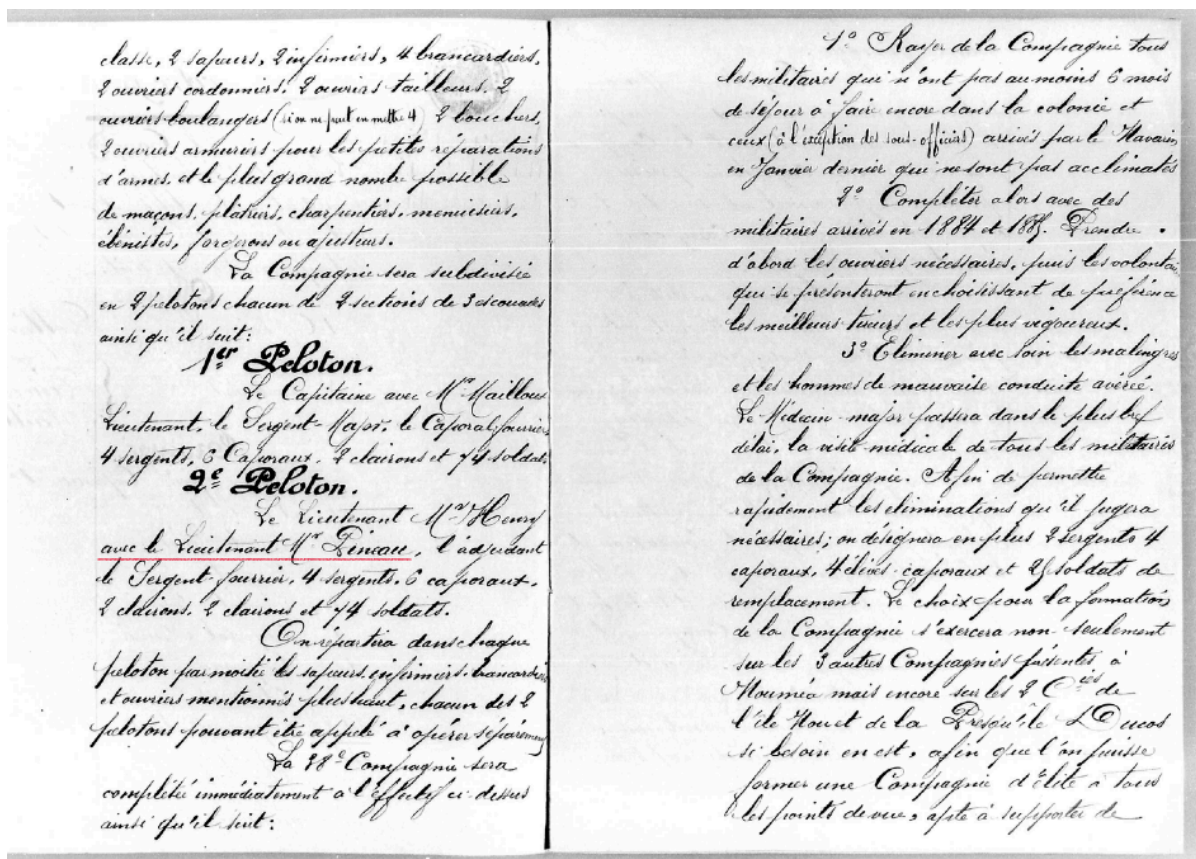 classe, 2 sapeurs, 2 infirmiers, 4 brancardiers,
2 ouvriers cordonniers. 2 ouvriers tailleurs. 2
ouvriers boulangers (si on ne peut en mettre 4) 2 bouchers,
2 ouvriers armuriers pour les petites réparations
d'armes. et le plus grand nombre possible
de maçons. plâtriers, charpentiers. menuisiers.
ébénistes, forgerons ou ajusteurs.
La Compagnie sera subdivisée
en 2 pelotons chacun de 2 sections de 3 escouades
ainsi qu'il suit:
1er Peloton.
Le Capitaine avec Mr
Lieutenant. le Sergent-Major. le Caporal fourrier
4 sergents, 6 Caporaux. 2 clairons et 74 soldats.
2e Peloton.
Le Lieutenant Mr Henry
avec le Lieutenant Mr Pineau, l'adjudant
le Sergent-fourrier. 4 sergents. 6 caporaux.
2 clairons. 2 clairons et 74 soldats.
On repartira dans chaque
peloton par moitié les sapeurs. infirmiers. brancardiers
et ouvriers mentionnés plus haut, chacun des 2
pelotons pouvant être appelé à opérer séparément
La 28e Compagnie sera
complétée immédiatement à l'Effectif ci-dessus
ainsi qu'il suit:
1o Rayer de la Compagnie tous
les militaires qui n'ont pas au moins 6 mois
de séjour à faire encore dans la colonie et
ceux (à l'exception des sous-officiers) arrivés par le Navarin
en Janvier dernier qui ne sont pas acclimatés
2o Compléter alors avec des
militaires arrivés en 1884 et 1885. Prendre
d'abord les ouvriers nécessaires. puis les volontaires
qui se présenteront en choisissant de préférence
les meilleurs tireurs et les plus vigoureux.
3o Eliminer avec soin les malingres
et les hommes de mauvaise conduite avérée.
Le Médecin-major passera dans le plus bref
délai, la visite médicale de tous les militaires
de la Compagnie. Afin de permettre
rapidement les éliminations qu'il jugera
nécessaires; on désignera en plus 2 sergents 4
caporaux. 4 élèves-caporaux et 25 soldats de
remplacement. Le choix pour la formation
de la Compagnie s'exercera non-seulement
sur les 3 autres Compagnies présentes à
Nouméa mais encore sur les 2 Cies de
l'île Nou et de la Presqu'île Ducos
si besoin en est, afin que l'on puisse
former une Compagnie d'élite à tous
les points de vue, apte à supporter de